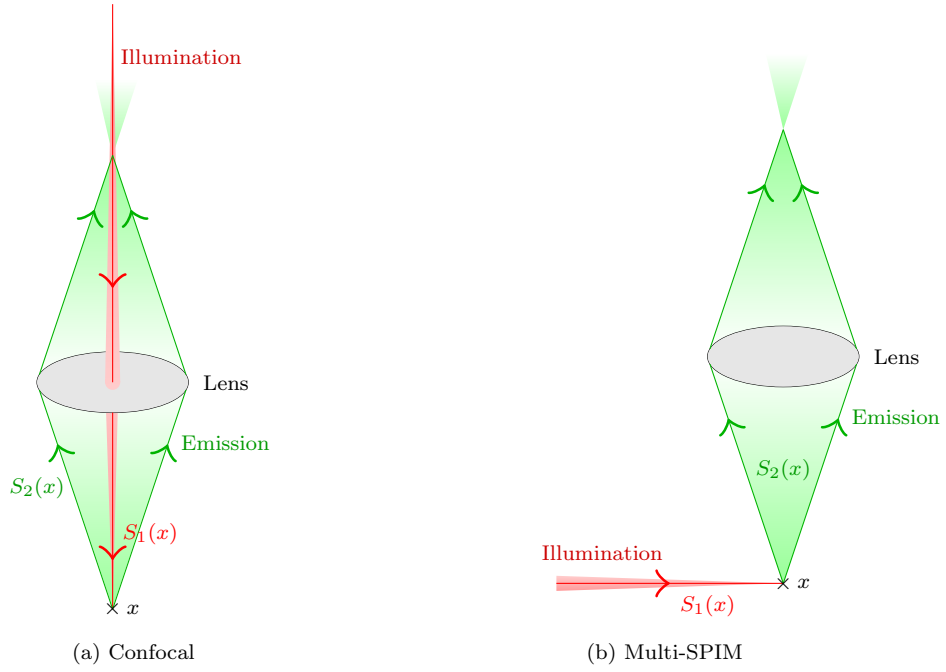 Illumination
Lens
Emission
S₂(x)
S₁(x)
x
(a) Confocal
Lens
Emission
S₂(x)
Illumination
x
S₁(x)
(b) Multi-SPIM